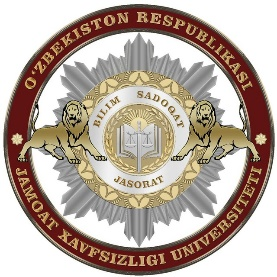 O‘ZBEKISTON RESPUBLIKASI
BILIM SADOQAT
JASORAT
JAMOAT XAVFSIZLIGI UNIVERSITETI